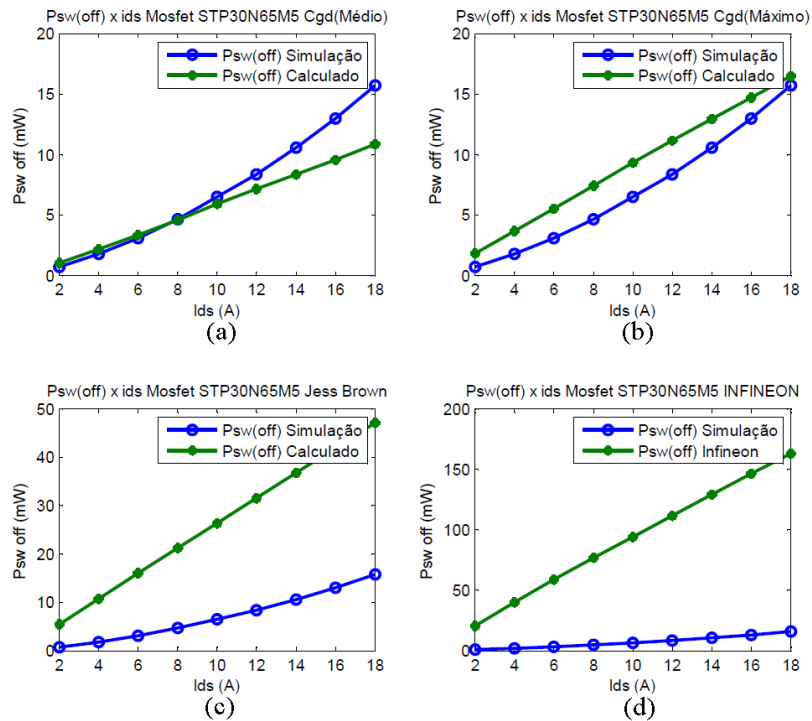 Psw(off) x ids Mosfet STP30N65M5 Cgd(Médio)
20
15
10
5
0
Psw off (mW)
Psw(off) Simulação
Psw(off) Calculado
2 4 6 8 10 12 14 16 18
Ids (A)
(a)
Psw(off) x ids Mosfet STP30N65M5 Cgd(Máximo)
20
15
10
5
0
Psw off (mW)
Psw(off) Simulação
Psw(off) Calculado
2 4 6 8 10 12 14 16 18
Ids (A)
(b)
Psw(off) x ids Mosfet STP30N65M5 Jess Brown
50
40
30
20
10
0
Psw off (mW)
Psw(off) Simulação
Psw(off) Calculado
2 4 6 8 10 12 14 16 18
Ids (A)
(c)
Psw(off) x ids Mosfet STP30N65M5 INFINEON
200
150
100
50
0
Psw off (mW)
Psw(off) Simulação
Psw(off) Infineon
2 4 6 8 10 12 14 16 18
Ids (A)
(d)